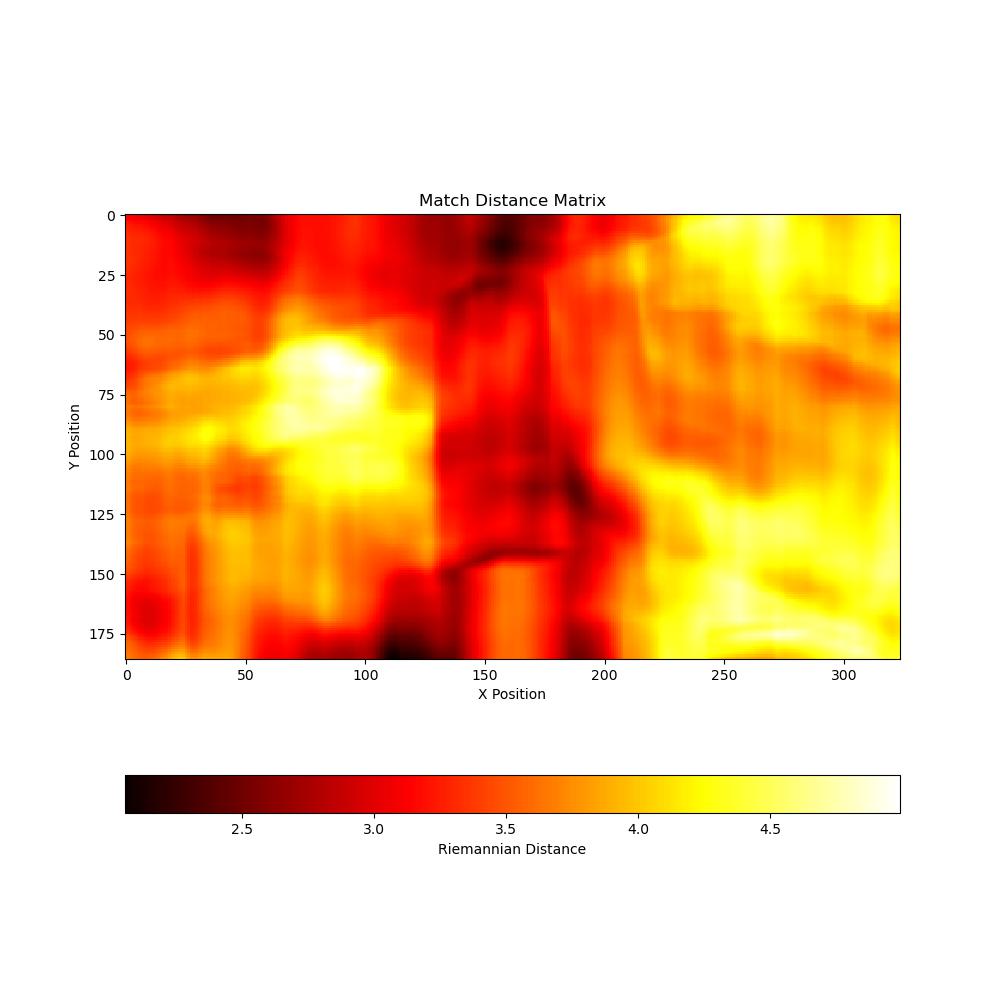 Match Distance Matrix
0
25
50
75
100
125
150
175
Y Position
0 50 100 150 200 250 300
X Position
2.5 3.0 3.5 4.0 4.5
Riemannian Distance